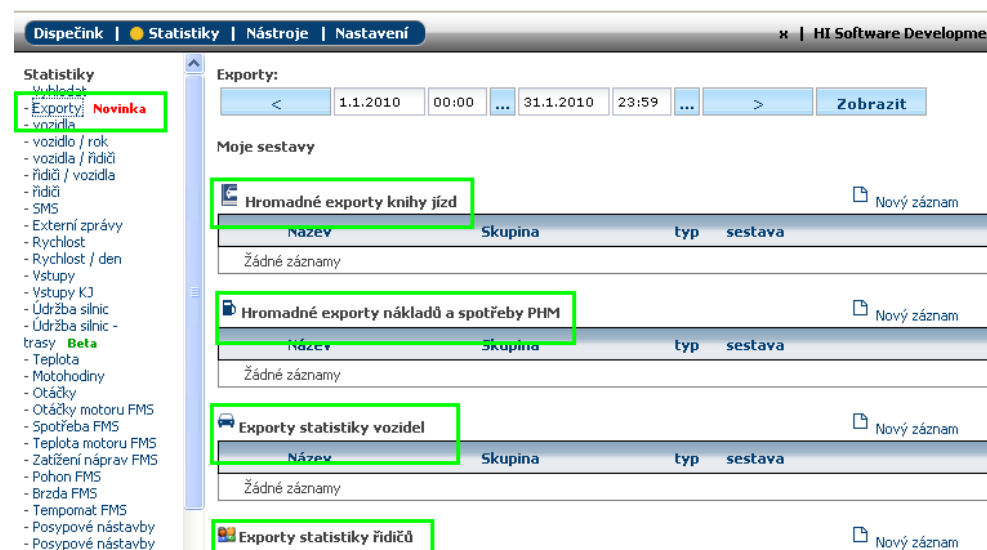 Dispečink | Statistiky | Nástroje | Nastavení
x | HI Software Developme
Statistiky
- Vyhledat
- Exporty Novinka
- vozidla
- vozidlo / rok
- vozidla / řidiči
- řidiči / vozidla
- řidiči
- SMS
- Externí zprávy
- Rychlost
- Rychlost / den
- Vstupy
- Vstupy KJ
- Údržba silnic
- Údržba silnic -
trasy Beta
- Teplota
- Motohodiny
- Otáčky
- Otáčky motoru FMS
- Spotřeba FMS
- Teplota motoru FMS
- Zatížení náprav FMS
- Pohon FMS
- Brzda FMS
- Tempomat FMS
- Posypové nástavby
- Posypové nástavby
Exporty:
< 1.1.2010 00:00 ... 31.1.2010 23:59 ... > Zobrazit
Moje sestavy
Hromadné exporty knihy jízd Nový záznam
Název Skupina typ sestava
Žádné záznamy
Hromadné exporty nákladů a spotřeby PHM Nový záznam
Název Skupina typ sestava
Žádné záznamy
Exporty statistiky vozidel Nový záznam
Název Skupina typ sestava
Žádné záznamy
Exporty statistiky řidičů Nový záznam